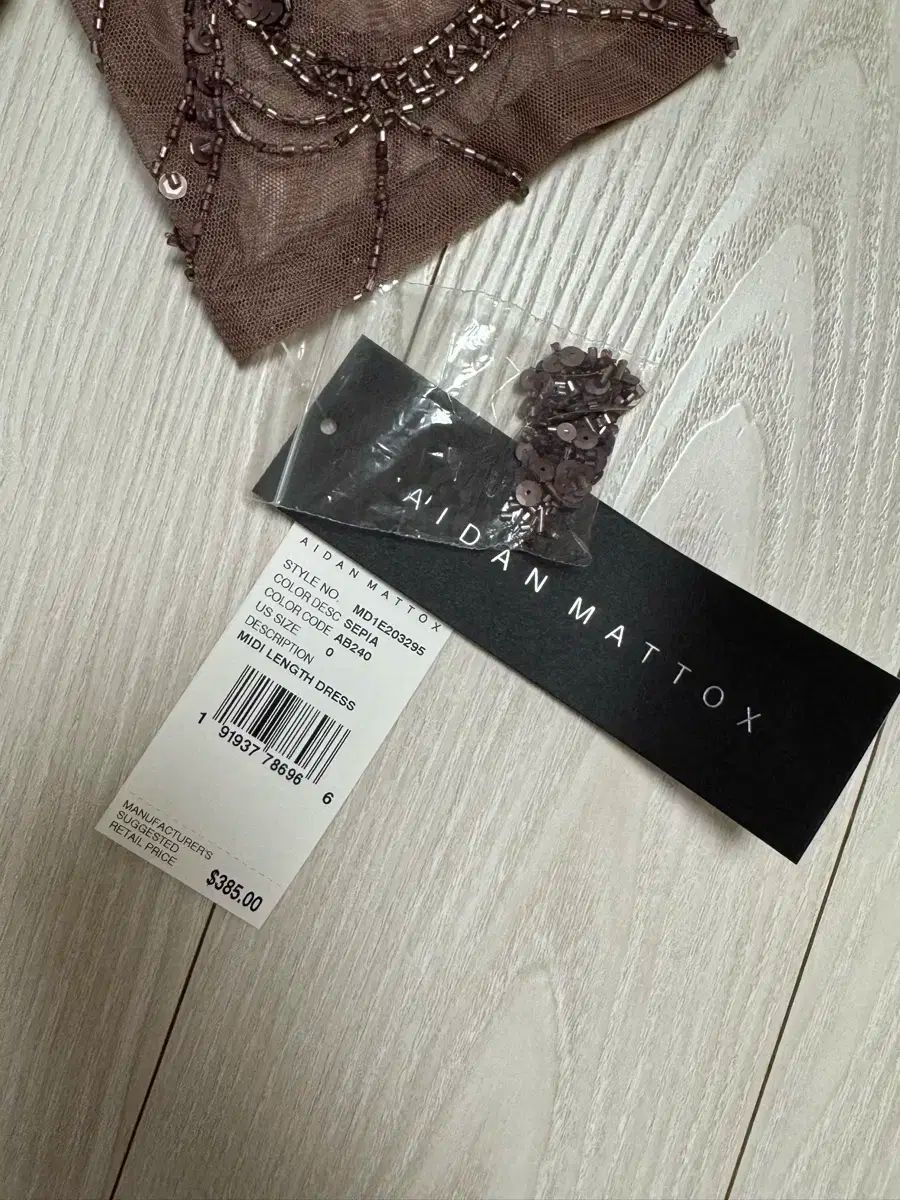 AIDAN MATTOX
AIDAN MATTOX
STYLE NO. MD1E203295
COLOR DESC SEPIA
COLOR CODE AB240
US SIZE 0
DESCRIPTION
MIDI LENGTH DRESS
1 91937 78696 6
MANUFACTURER'S
SUGGESTED
RETAIL PRICE
$385.00